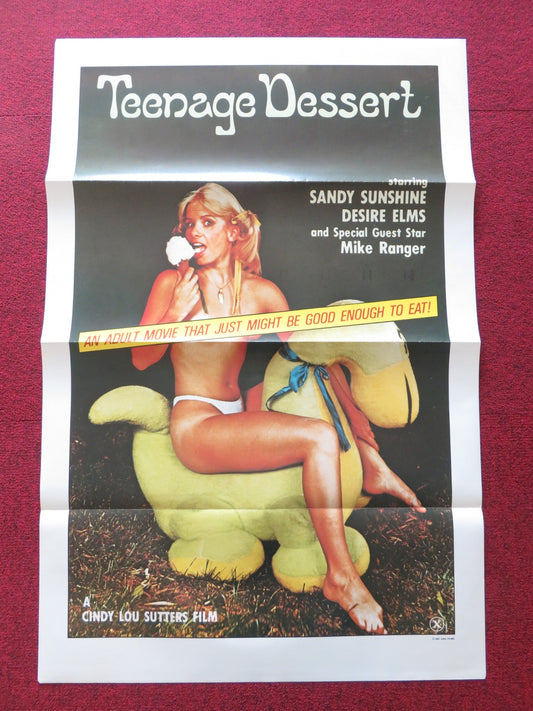 Teenage Dessert
starring
SANDY SUNSHINE
DESIRE ELMS
and Special Guest Star
Mike Ranger
AN ADULT MOVIE THAT JUST MIGHT BE GOOD ENOUGH TO EAT!
A
CINDY LOU SUTTERS FILM
X